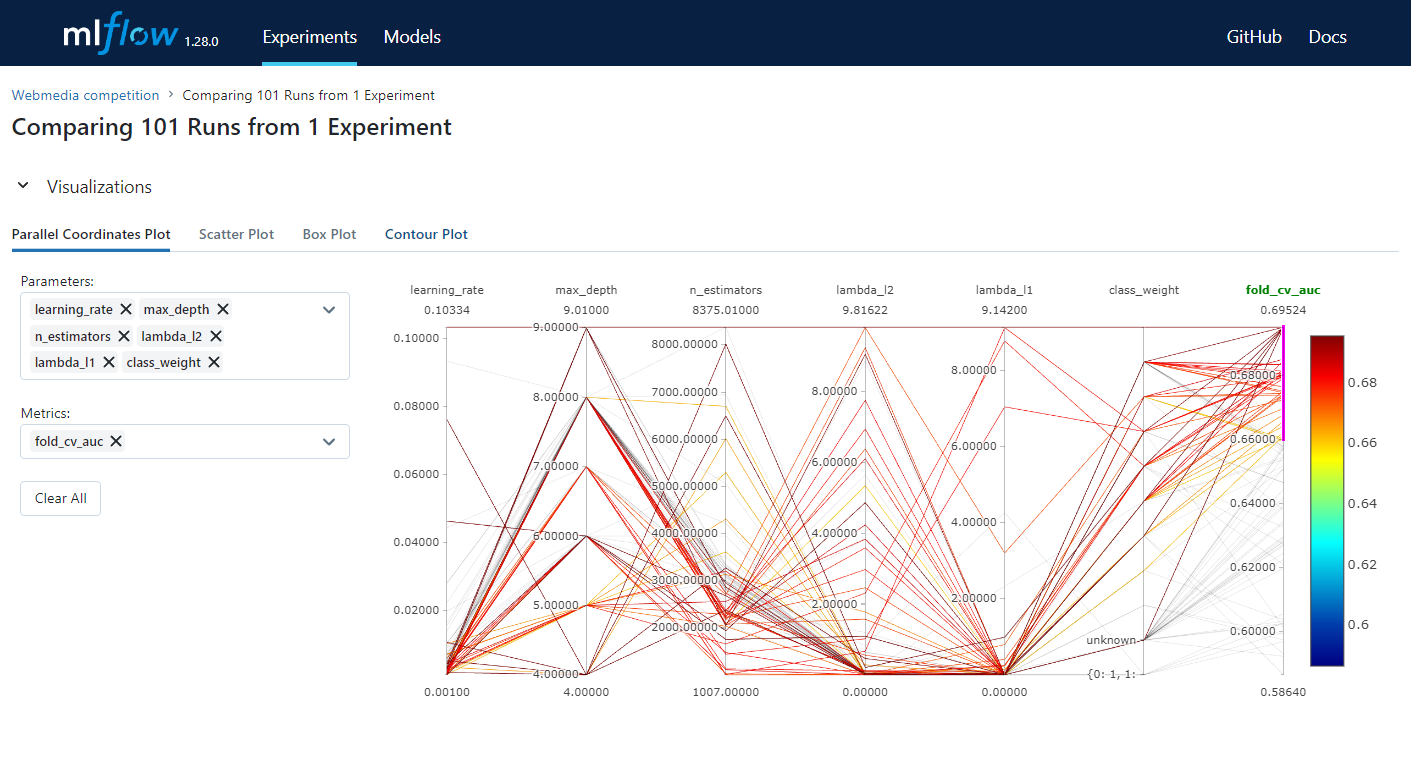 mlflow 1.28.0 Experiments Models GitHub Docs
Webmedia competition > Comparing 101 Runs from 1 Experiment
Comparing 101 Runs from 1 Experiment
Visualizations
Parallel Coordinates Plot Scatter Plot Box Plot Contour Plot
Parameters:
learning_rate max_depth
n_estimators lambda_l2
lambda_l1 class_weight
Metrics:
fold_cv_auc
Clear All
learning_rate max_depth n_estimators lambda_l2 lambda_l1 class_weight fold_cv_auc
0.10334 9.01000 8375.01000 9.81622 9.14200 0.69524
0.10000
0.08000
0.06000
0.04000
0.02000
0.00100
9.00000
8.00000
7.00000
6.00000
5.00000
4.00000
4.00000
8000.00000
7000.00000
6000.00000
5000.00000
4000.00000
3000.00000
2000.00000
1007.00000
8.00000
6.00000
4.00000
2.00000
0.00000
8.00000
6.00000
4.00000
2.00000
0.00000
unknown
{0: 1, 1:
0.68000
0.66000
0.64000
0.62000
0.60000
0.58640
0.68
0.66
0.64
0.62
0.6